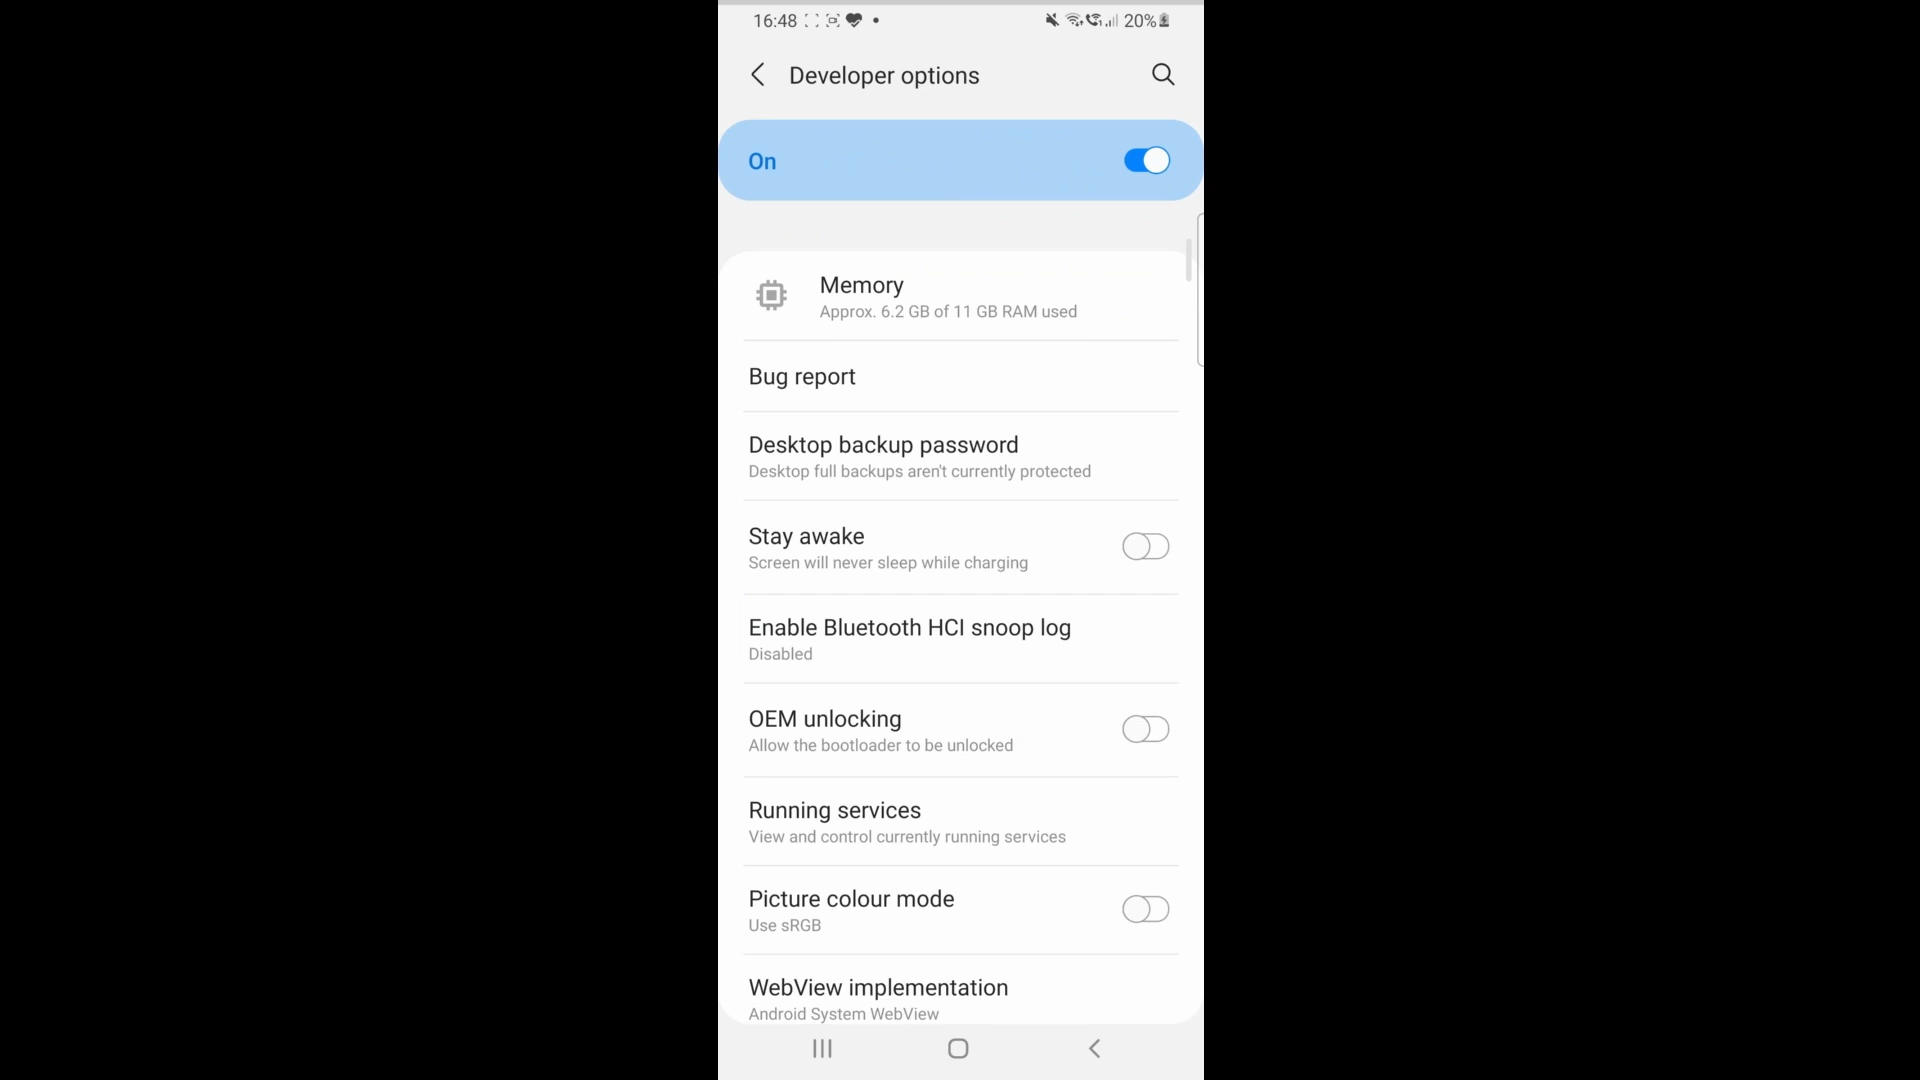 16:48
20%
Developer options
On
Memory
Approx. 6.2 GB of 11 GB RAM used
Bug report
Desktop backup password
Desktop full backups aren't currently protected
Stay awake
Screen will never sleep while charging
Enable Bluetooth HCI snoop log
Disabled
OEM unlocking
Allow the bootloader to be unlocked
Running services
View and control currently running services
Picture colour mode
Use sRGB
WebView implementation
Android System WebView